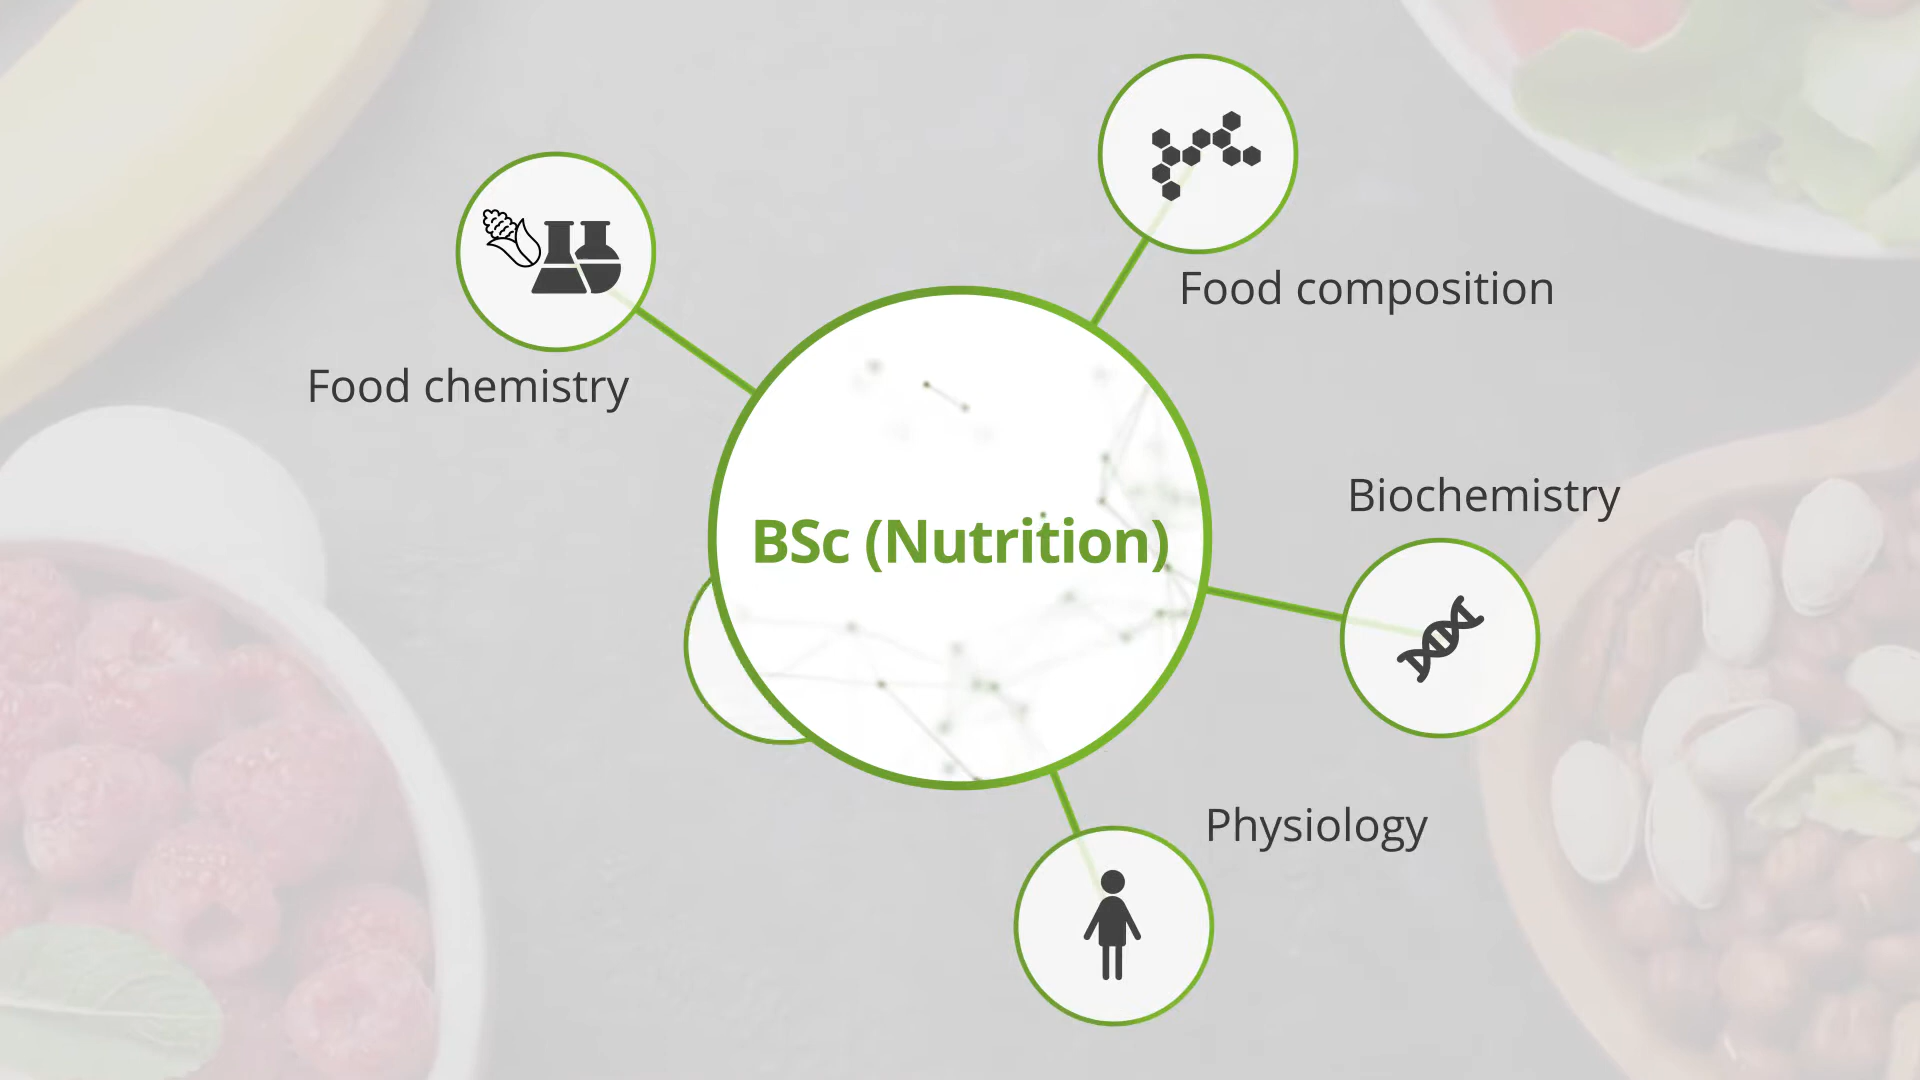 Food composition
Food chemistry
Biochemistry
BSc (Nutrition)
Physiology